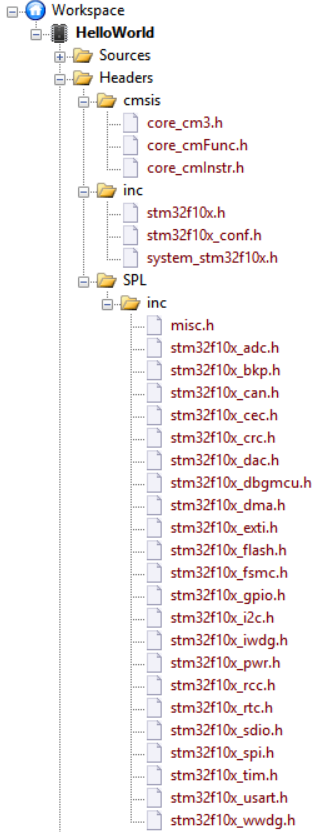 Workspace
HelloWorld
Sources
Headers
cmsis
core_cm3.h
core_cmFunc.h
core_cmInstr.h
inc
stm32f10x.h
stm32f10x_conf.h
system_stm32f10x.h
SPL
inc
misc.h
stm32f10x_adc.h
stm32f10x_bkp.h
stm32f10x_can.h
stm32f10x_cec.h
stm32f10x_crc.h
stm32f10x_dac.h
stm32f10x_dbgmcu.h
stm32f10x_dma.h
stm32f10x_exti.h
stm32f10x_flash.h
stm32f10x_fsmc.h
stm32f10x_gpio.h
stm32f10x_i2c.h
stm32f10x_iwdg.h
stm32f10x_pwr.h
stm32f10x_rcc.h
stm32f10x_rtc.h
stm32f10x_sdio.h
stm32f10x_spi.h
stm32f10x_tim.h
stm32f10x_usart.h
stm32f10x_wwdg.h